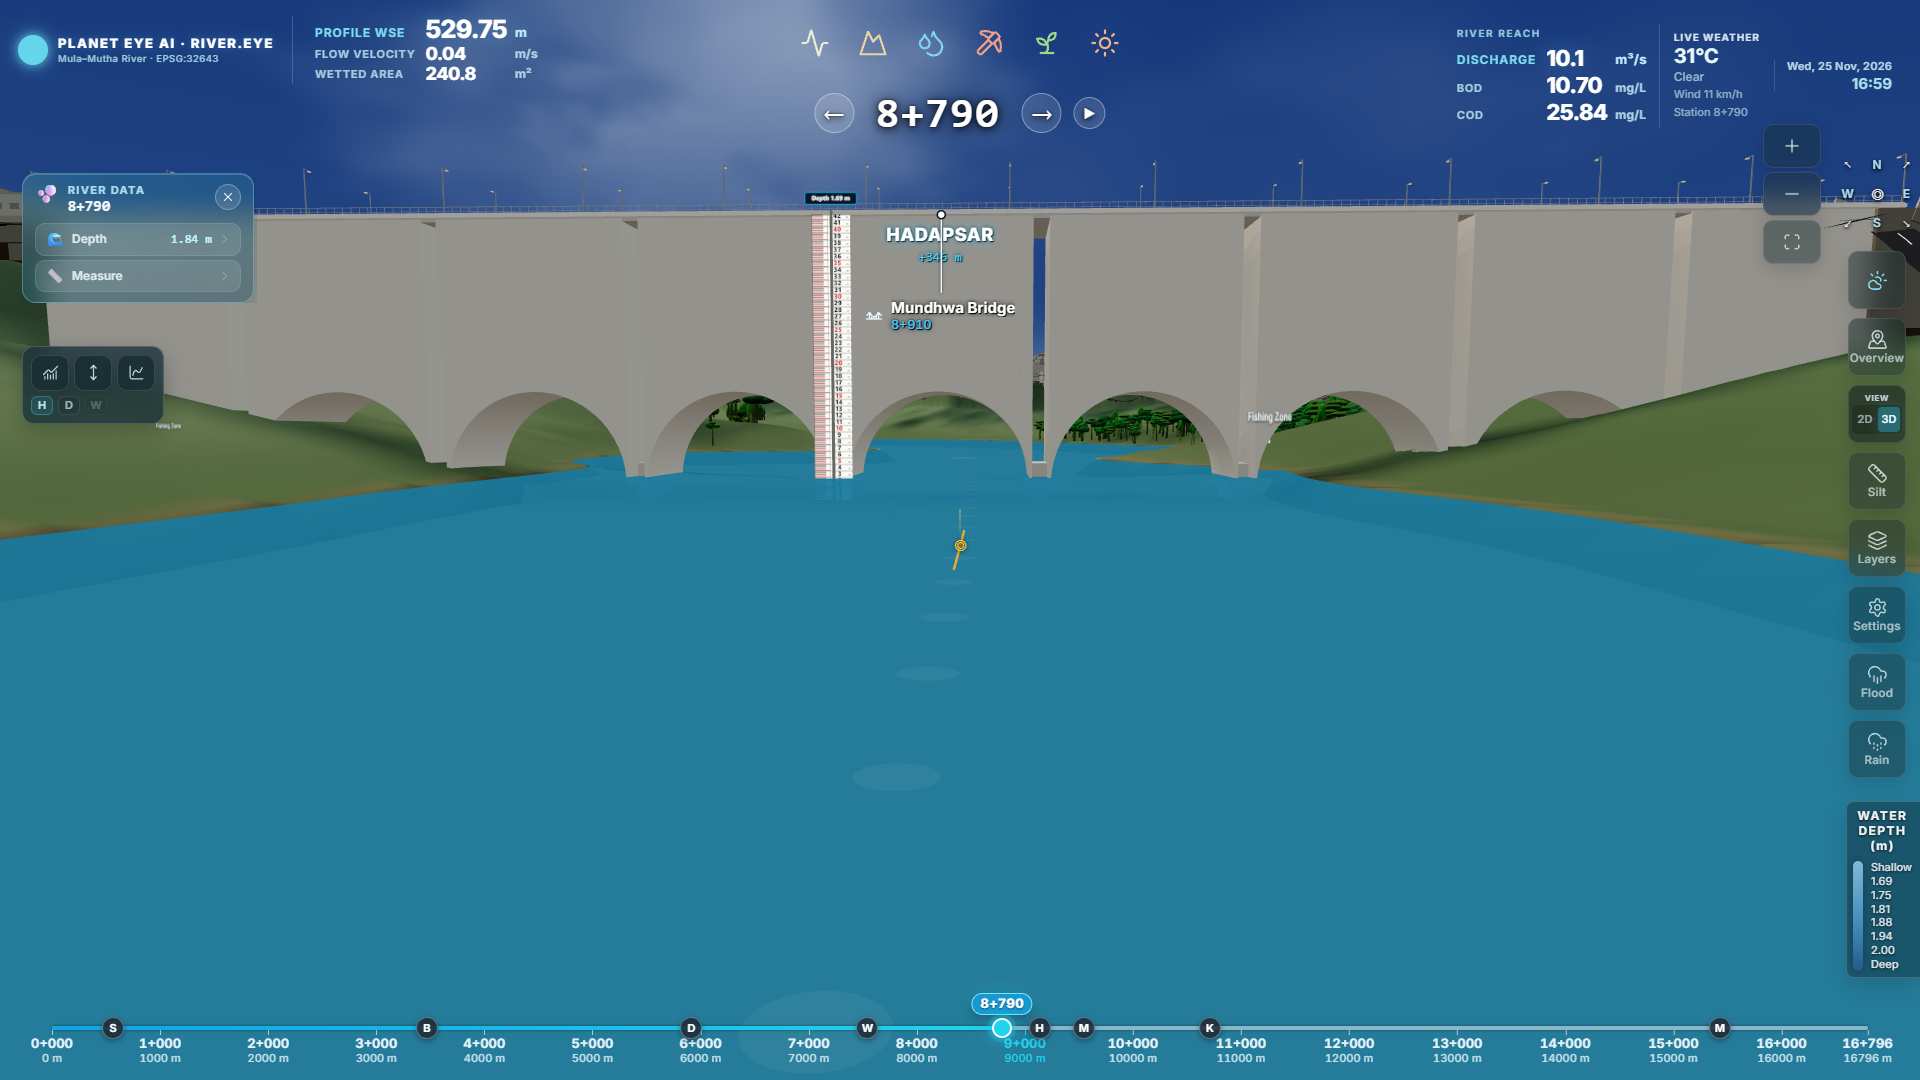 PLANET EYE AI · RIVER.EYE
Mula–Mutha River · EPSG:32643
PROFILE WSE 529.75 m
FLOW VELOCITY 0.04 m/s
WETTED AREA 240.8 m²
← 8+790 →
RIVER REACH
DISCHARGE 10.1 m³/s
BOD 10.70 mg/L
COD 25.84 mg/L
LIVE WEATHER
31°C
Clear
Wind 11 km/h
Station 8+790
Wed, 25 Nov, 2026
16:59
+
−
N
W E
S
RIVER DATA
8+790
Depth 1.84 m
Measure
H D W
Fishing Zone
Depth 1.69 m
HADAPSAR
+346 m
Mundhwa Bridge
8+910
Fishing Zone
Overview
VIEW
2D 3D
Silt
Layers
Settings
Flood
Rain
WATER
DEPTH
(m)
Shallow
1.69
1.75
1.81
1.88
1.94
2.00
Deep
8+790
S B D W H M K M
0+000 1+000 2+000 3+000 4+000 5+000 6+000 7+000 8+000 9+000 10+000 11+000 12+000 13+000 14+000 15+000 16+000 16+796
0 m 1000 m 2000 m 3000 m 4000 m 5000 m 6000 m 7000 m 8000 m 9000 m 10000 m 11000 m 12000 m 13000 m 14000 m 15000 m 16000 m 16796 m